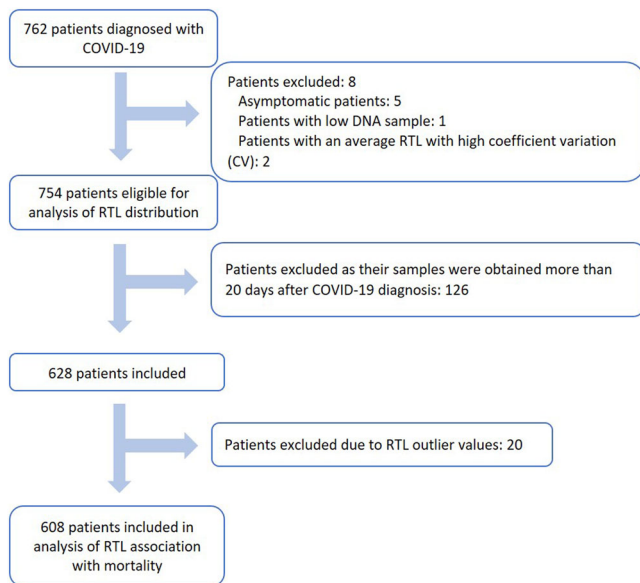 762 patients diagnosed with
COVID-19
Patients excluded: 8
Asymptomatic patients: 5
Patients with low DNA sample: 1
Patients with an average RTL with high coefficient variation
(CV): 2
754 patients eligible for
analysis of RTL distribution
Patients excluded as their samples were obtained more than
20 days after COVID-19 diagnosis: 126
628 patients included
Patients excluded due to RTL outlier values: 20
608 patients included in
analysis of RTL association
with mortality